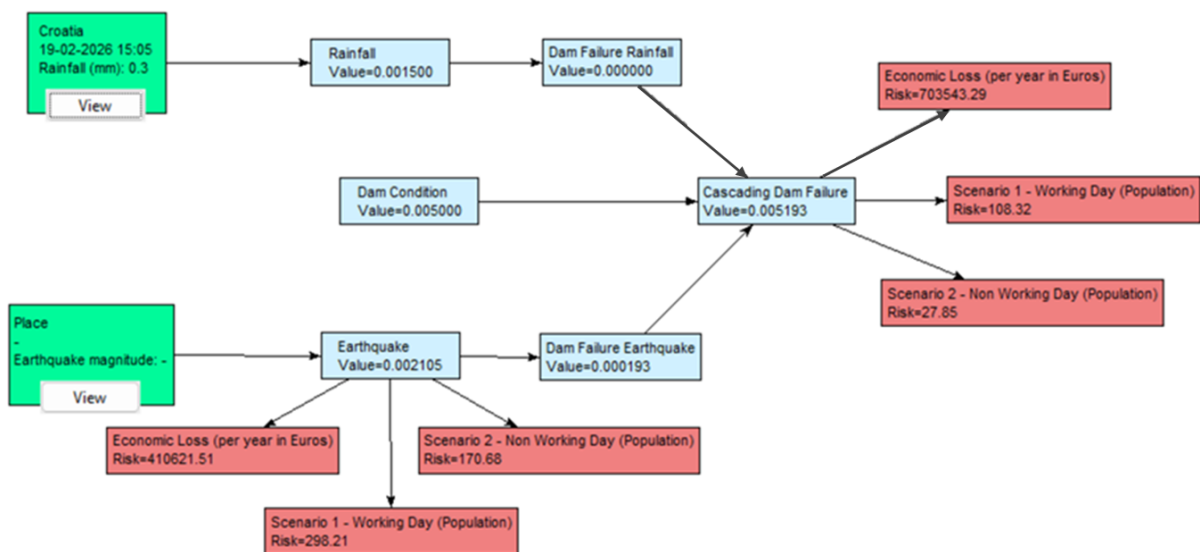 Croatia
19-02-2026 15:05
Rainfall (mm): 0.3
View
Rainfall
Value=0.001500
Dam Failure Rainfall
Value=0.000000
Economic Loss (per year in Euros)
Risk=703543.29
Dam Condition
Value=0.005000
Cascading Dam Failure
Value=0.005193
Scenario 1 - Working Day (Population)
Risk=108.32
Scenario 2 - Non Working Day (Population)
Risk=27.85
Place
-
Earthquake magnitude: -
View
Earthquake
Value=0.002105
Dam Failure Earthquake
Value=0.000193
Economic Loss (per year in Euros)
Risk=410621.51
Scenario 2 - Non Working Day (Population)
Risk=170.68
Scenario 1 - Working Day (Population)
Risk=298.21